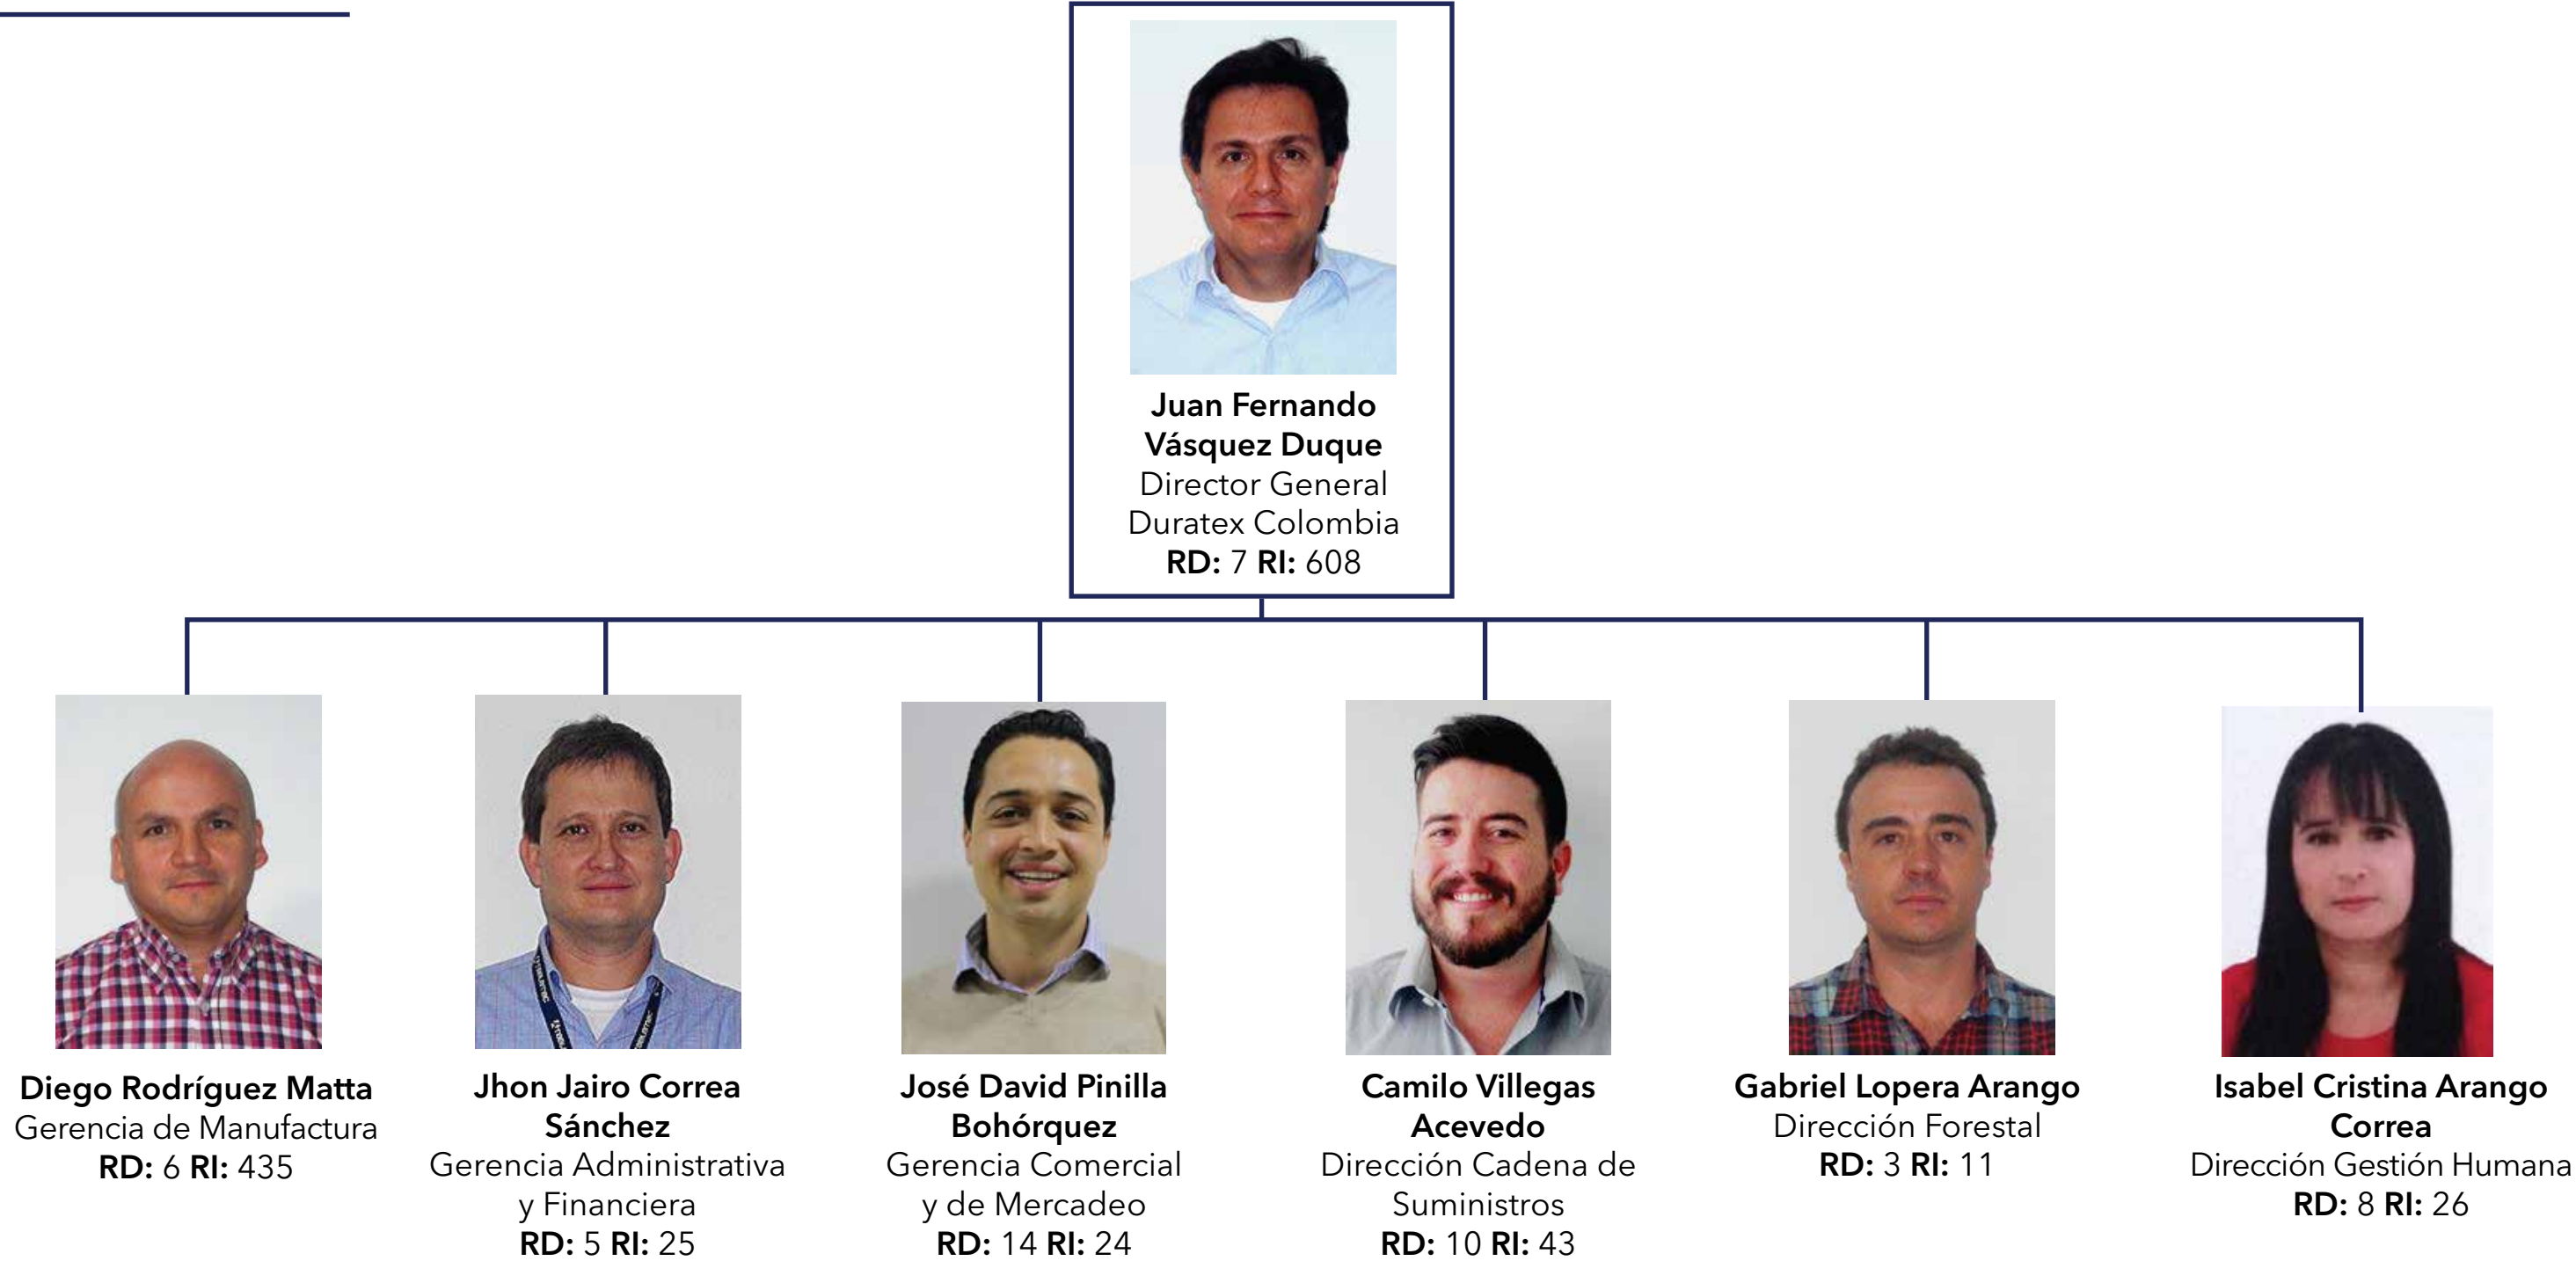 Juan Fernando
Vásquez Duque
Director General
Duratex Colombia
RD: 7 RI: 608
Diego Rodríguez Matta
Gerencia de Manufactura
RD: 6 RI: 435
Jhon Jairo Correa
Sánchez
Gerencia Administrativa
y Financiera
RD: 5 RI: 25
José David Pinilla
Bohórquez
Gerencia Comercial
y de Mercadeo
RD: 14 RI: 24
Camilo Villegas
Acevedo
Dirección Cadena de
Suministros
RD: 10 RI: 43
Gabriel Lopera Arango
Dirección Forestal
RD: 3 RI: 11
Isabel Cristina Arango
Correa
Dirección Gestión Humana
RD: 8 RI: 26